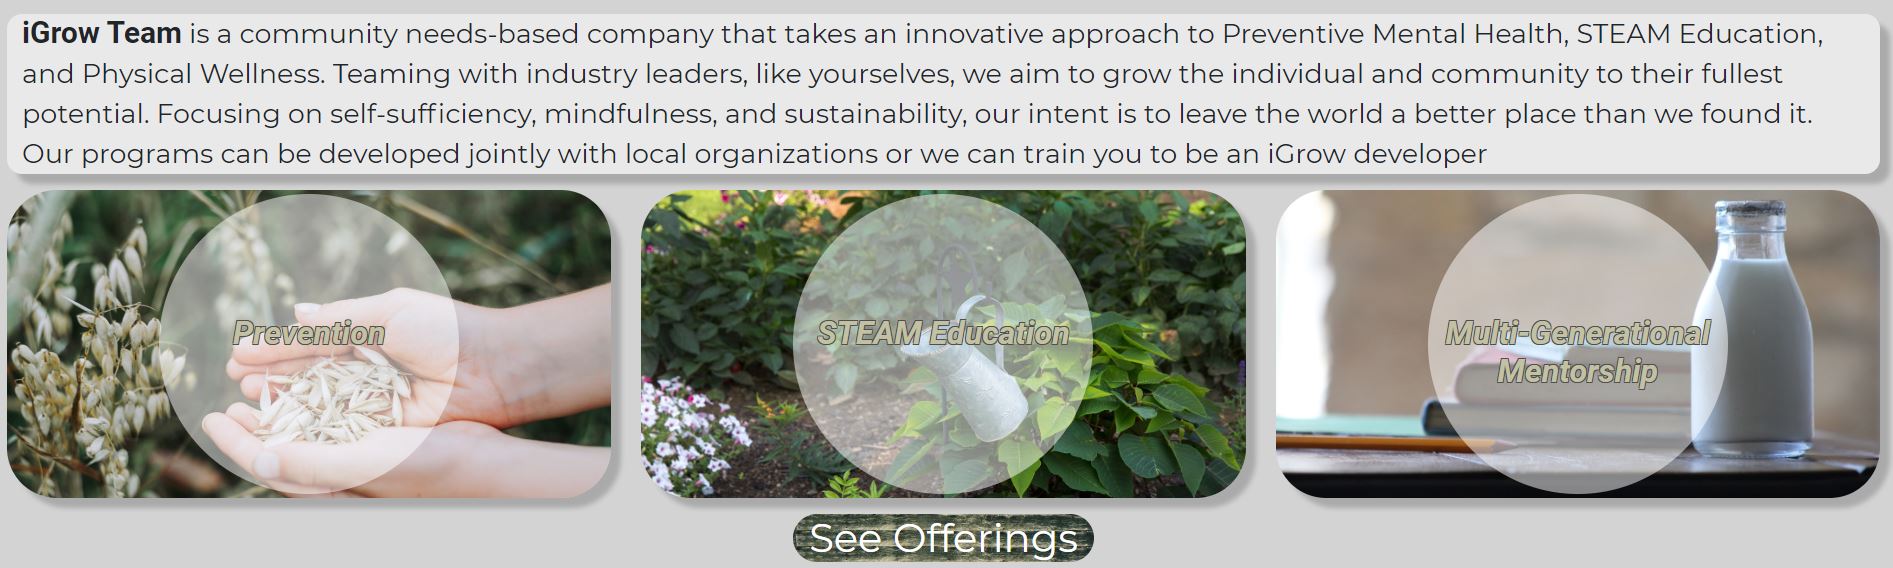 iGrow Team is a community needs-based company that takes an innovative approach to Preventive Mental Health, STEAM Education,
and Physical Wellness. Teaming with industry leaders, like yourselves, we aim to grow the individual and community to their fullest
potential. Focusing on self-sufficiency, mindfulness, and sustainability, our intent is to leave the world a better place than we found it.
Our programs can be developed jointly with local organizations or we can train you to be an iGrow developer
Prevention
STEAM Education
Multi-Generational
Mentorship
See Offerings